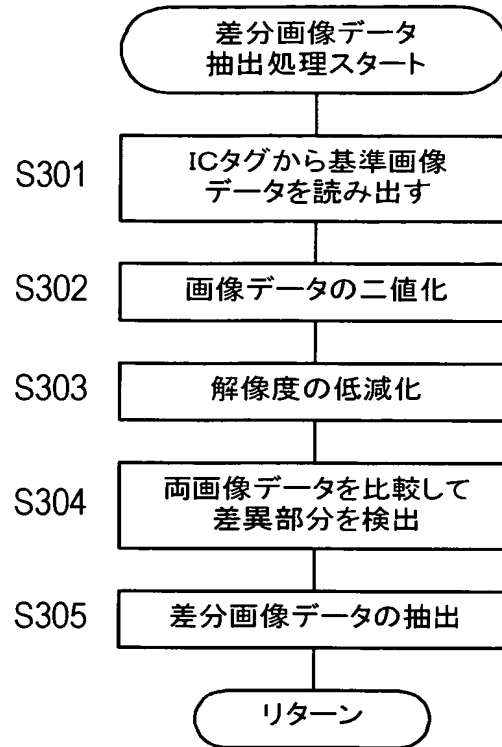 差分画像データ
抽出処理スタート
S301
ICタグから基準画像
データを読み出す
S302
画像データの二値化
S303
解像度の低減化
S304
両画像データを比較して
差異部分を検出
S305
差分画像データの抽出
リターン